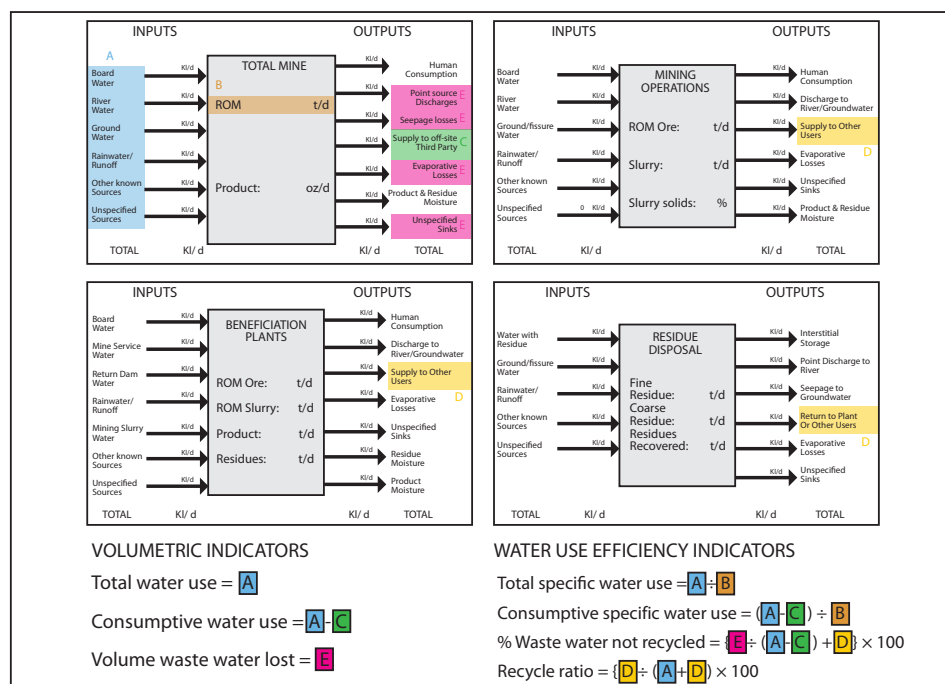 INPUTS
OUTPUTS
A
TOTAL MINE
B
ROM t/d
Product: oz/d
Board
Water
Kl/d
River
Water
Kl/d
Ground
Water
Kl/d
Rainwater/
Runoff
Kl/d
Other known
Sources
Kl/d
Unspecified
Sources
Kl/d
Kl/d
Human
Consumption
Kl/d
Point source E
Discharges
Kl/d
Seepage losses E
Kl/d
Supply to off-site C
Third Party
Kl/d
Evaporative E
Losses
Kl/d
Product & Residue
Moisture
Kl/d
Unspecified
Sinks E
TOTAL Kl/ d Kl/ d TOTAL
INPUTS
OUTPUTS
MINING
OPERATIONS
ROM Ore: t/d
Slurry: t/d
Slurry solids: %
Board
Water
Kl/d
River
Water
Kl/d
Ground/fissure
Water
Kl/d
Rainwater/
Runoff
Kl/d
Other known
Sources
Kl/d
Unspecified
Sources
0 Kl/d
Kl/d
Human
Consumption
Kl/d
Discharge to
River/Groundwater
Kl/d
Supply to Other
Users
D
Kl/d
Evaporative
Losses
Kl/d
Unspecified
Sinks
Kl/d
Product & Residue
Moisture
TOTAL Kl/ d Kl/ d TOTAL
INPUTS
OUTPUTS
BENEFICIATION
PLANTS
ROM Ore: t/d
ROM Slurry: t/d
Product: t/d
Residues: t/d
Board
Water
Kl/d
Mine Service
Water
Kl/d
Return Dam
Water
Kl/d
Rainwater/
Runoff
Kl/d
Mining Slurry
Water
Kl/d
Other known
Sources
Kl/d
Unspecified
Sources
Kl/d
Kl/d
Human
Consumption
Kl/d
Discharge to
River/Groundwater
Kl/d
Supply to Other
Users
D
Kl/d
Evaporative
Losses
Kl/d
Unspecified
Sinks
Kl/d
Residue
Moisture
Kl/d
Product
Moisture
TOTAL Kl/ d Kl/ d TOTAL
INPUTS
OUTPUTS
RESIDUE
DISPOSAL
Fine
Residue: t/d
Coarse
Residue: t/d
Residues
Recovered: t/d
Water with
Residue
Kl/d
Ground/fissure
Water
Kl/d
Rainwater/
Runoff
Kl/d
Other known
Sources
Kl/d
Unspecified
Sources
Kl/d
Kl/d
Interstitial
Storage
Kl/d
Point Discharge to
River
Kl/d
Seepage to
Groundwater
Kl/d
Return to Plant
Or Other Users
D
Kl/d
Evaporative
Losses
Kl/d
Unspecified
Sinks
TOTAL Kl/ d Kl/ d TOTAL
VOLUMETRIC INDICATORS
Total water use = A
Consumptive water use = A - C
Volume waste water lost = E
WATER USE EFFICIENCY INDICATORS
Total specific water use = A ÷ B
Consumptive specific water use = (A - C) ÷ B
% Waste water not recycled = {E ÷ (A - C) + D} × 100
Recycle ratio = {D ÷ (A + D) × 100